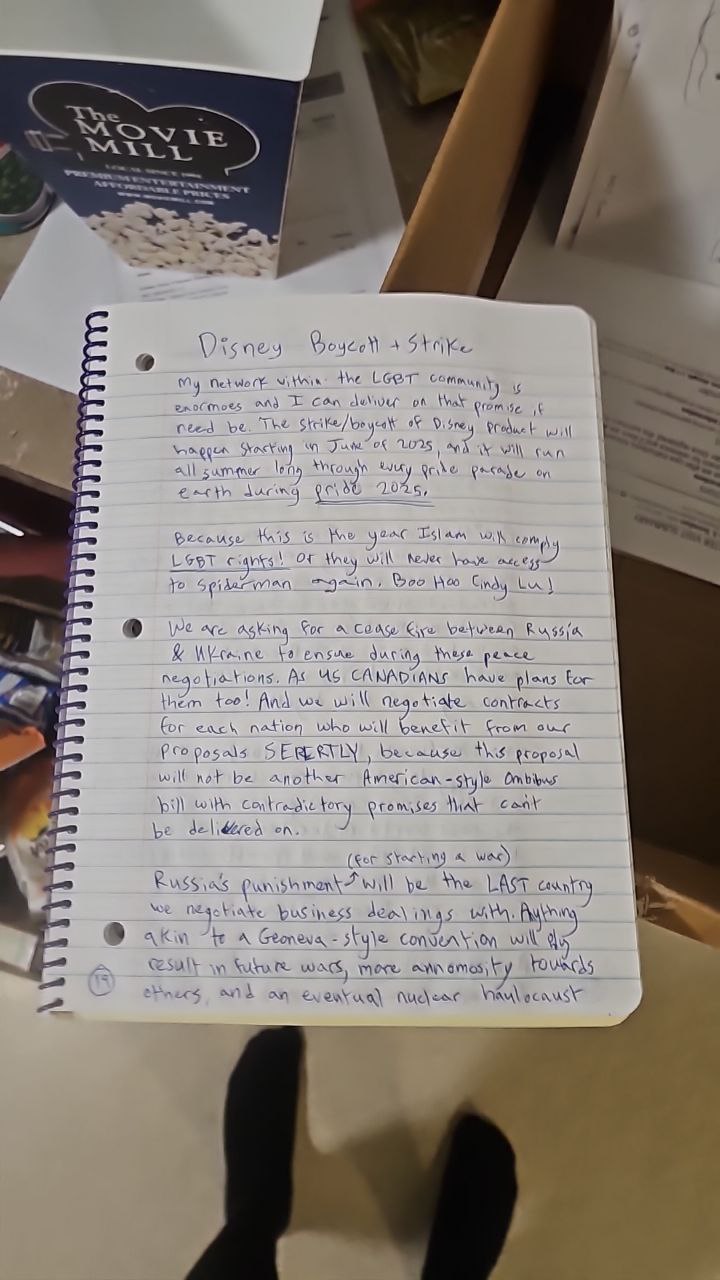 The
MOVIE
MILL
LOCAL SINCE 1994
PREMIUM ENTERTAINMENT
AFFORDABLE PRICES
Disney Boycott + Strike
My network within the LGBT community is
enormoes and I can deliver on that promise if
need be. The strike/boycott of Disney product will
happen starting in June of 2025, and it will run
all summer long through every pride parade on
earth during pride 2025.
Because this is the year Islam will comply
LGBT rights! Or they will never have access
to Spiderman again. Boo Hoo Cindy Lu!
We are asking for a cease fire between Russia
& Ukraine to ensue during these peace
negotiations. As US CANADIANS have plans for
them too! And we will negotiate contracts
for each nation who will benefit from our
proposals SEBERTLY, because this proposal
will not be another American-style ombibus
bill with contradictory promises that can't
be delivered on.
(for starting a war)
Russia's punishment will be the LAST country
we negotiate business dealings with. Anything
akin to a Geoneva-style convention will
result in future wars, more annomosity towards
others, and an eventual nuclear haulocaust
19